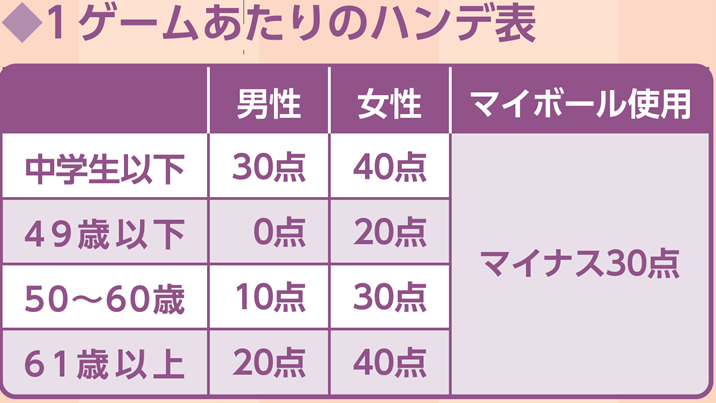 ◆1ゲームあたりのハンデ表
男性 女性 マイボール使用
中学生以下 30点 40点
49歳以下 0点 20点
マイナス30点
50〜60歳 10点 30点
61歳以上 20点 40点